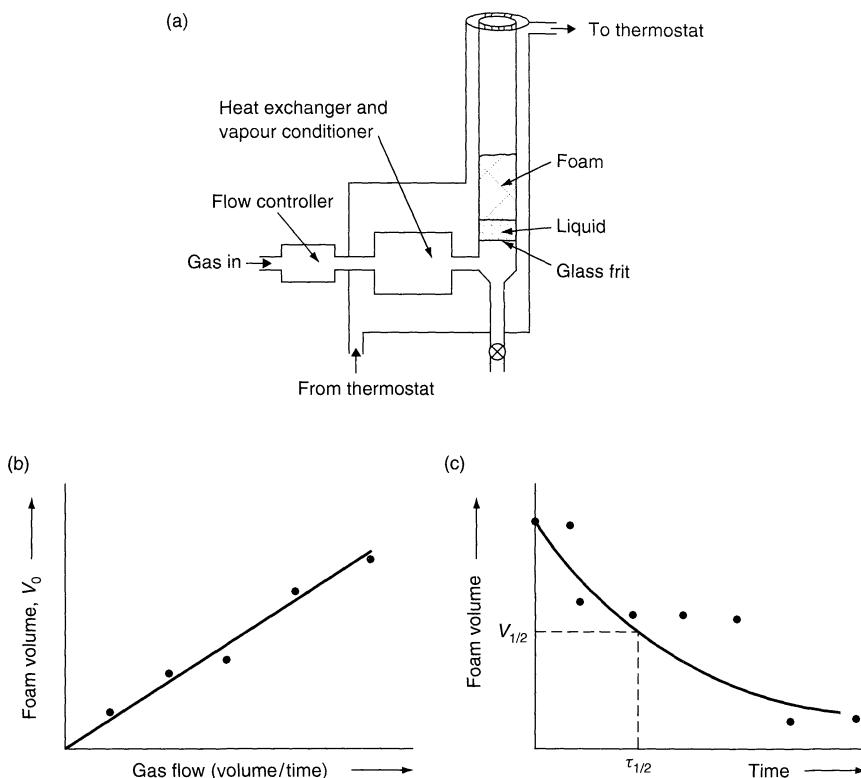 (a)
To thermostat
Heat exchanger and
vapour conditioner
Foam
Flow controller
Liquid
Gas in
Glass frit
From thermostat
(b)
Foam volume, V₀
Gas flow (volume/time)
(c)
Foam volume
V₁/₂
τ₁/₂
Time